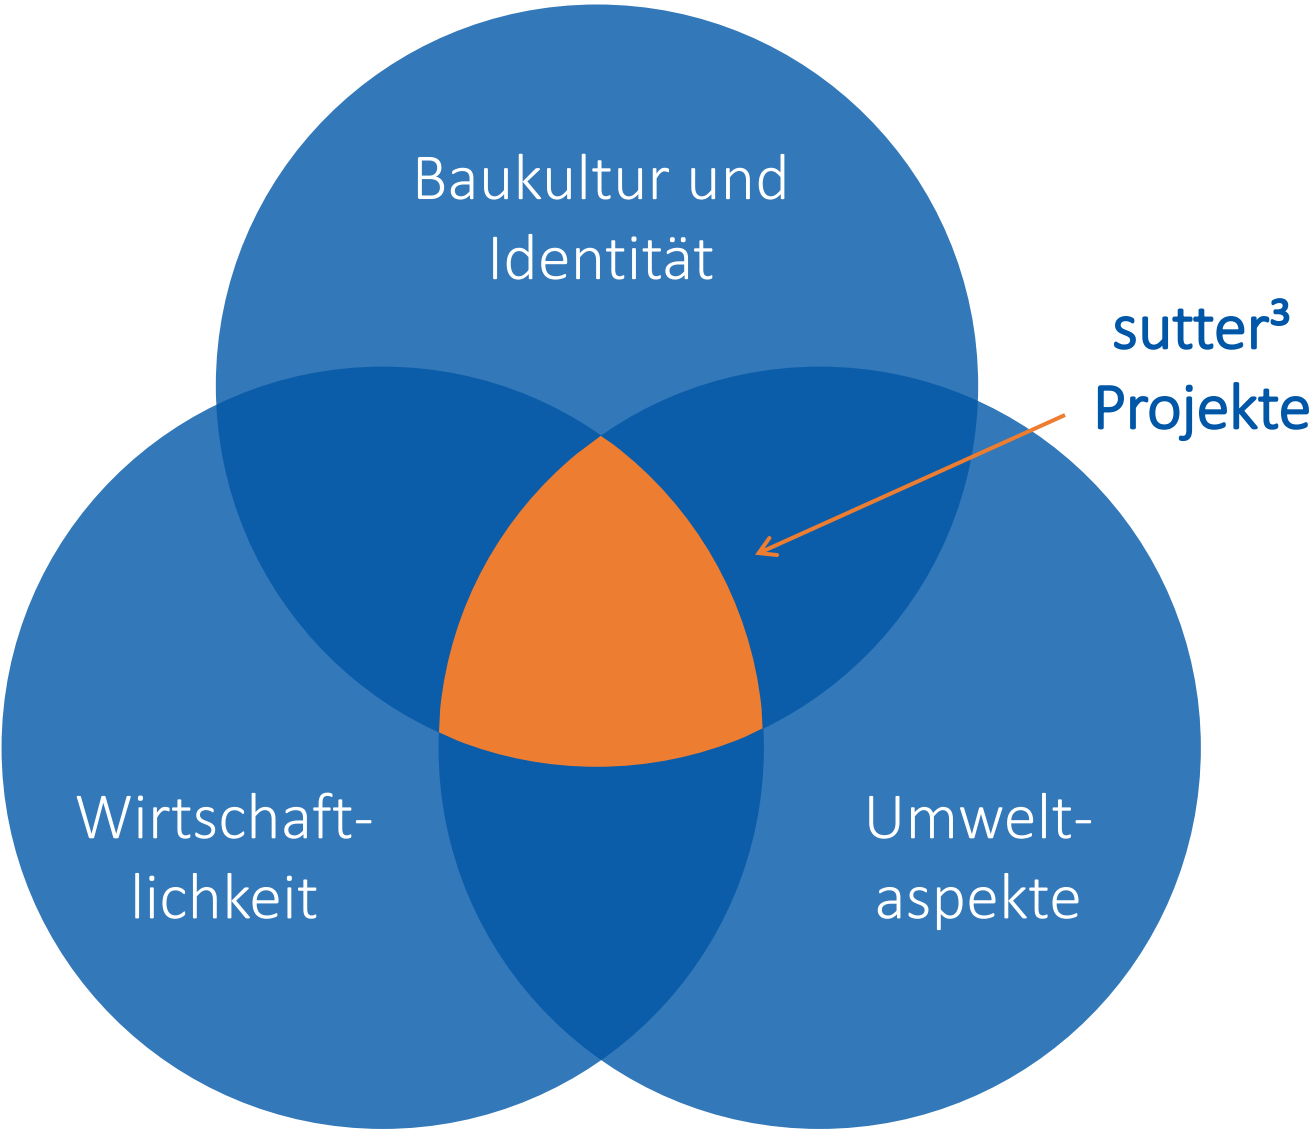 Baukultur und
Identität
sutter³
Projekte
Wirtschaft-
lichkeit
Umwelt-
aspekte